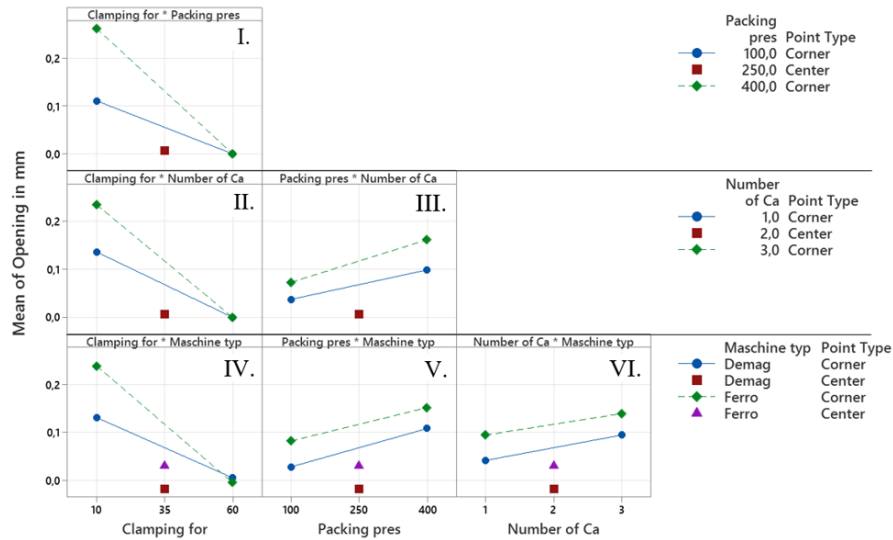 Clamping for * Packing pres
I.
0,2
0,1
0,0
Packing
pres Point Type
100,0 Corner
250,0 Center
400,0 Corner
Clamping for * Number of Ca
Packing pres * Number of Ca
II.
III.
0,2
0,1
0,0
Number
of Ca Point Type
1,0 Corner
2,0 Center
3,0 Corner
Mean of Opening in mm
Clamping for * Maschine typ
Packing pres * Maschine typ
Number of Ca * Maschine typ
IV.
V.
VI.
0,2
0,1
0,0
Maschine typ Point Type
Demag Corner
Demag Center
Ferro Corner
Ferro Center
10 35 60
100 250 400
1 2 3
Clamping for
Packing pres
Number of Ca